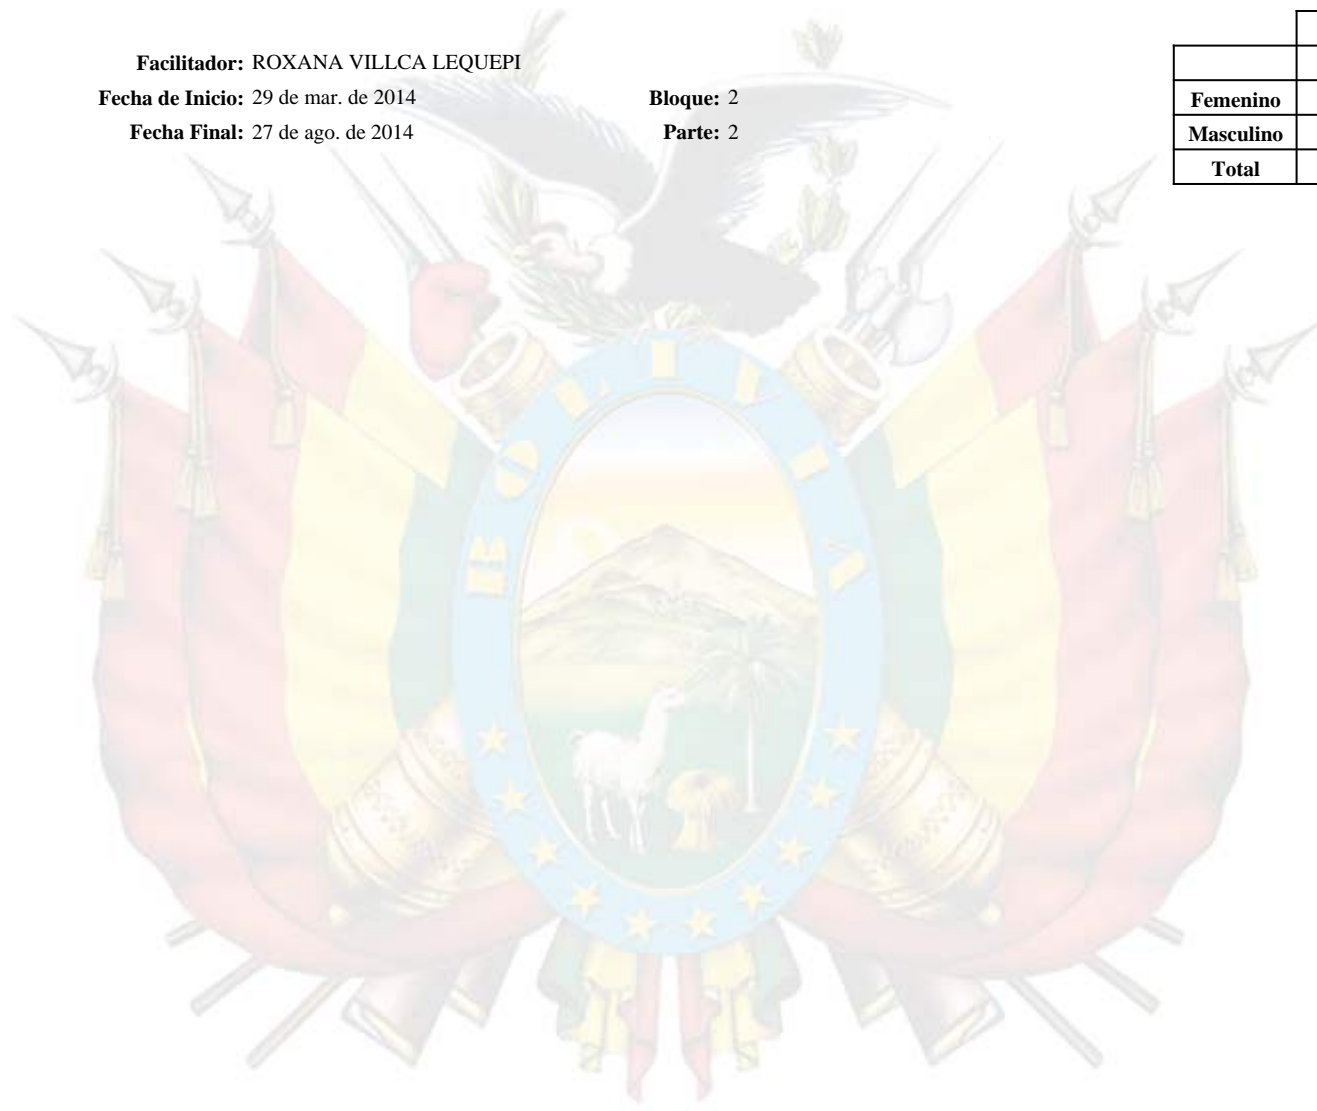 Facilitador: ROXANA VILLCA LEQUEPI
Fecha de Inicio: 29 de mar. de 2014 Bloque: 2
Fecha Final: 27 de ago. de 2014 Parte: 2
Femenino
Masculino
Total
BOLIVIA